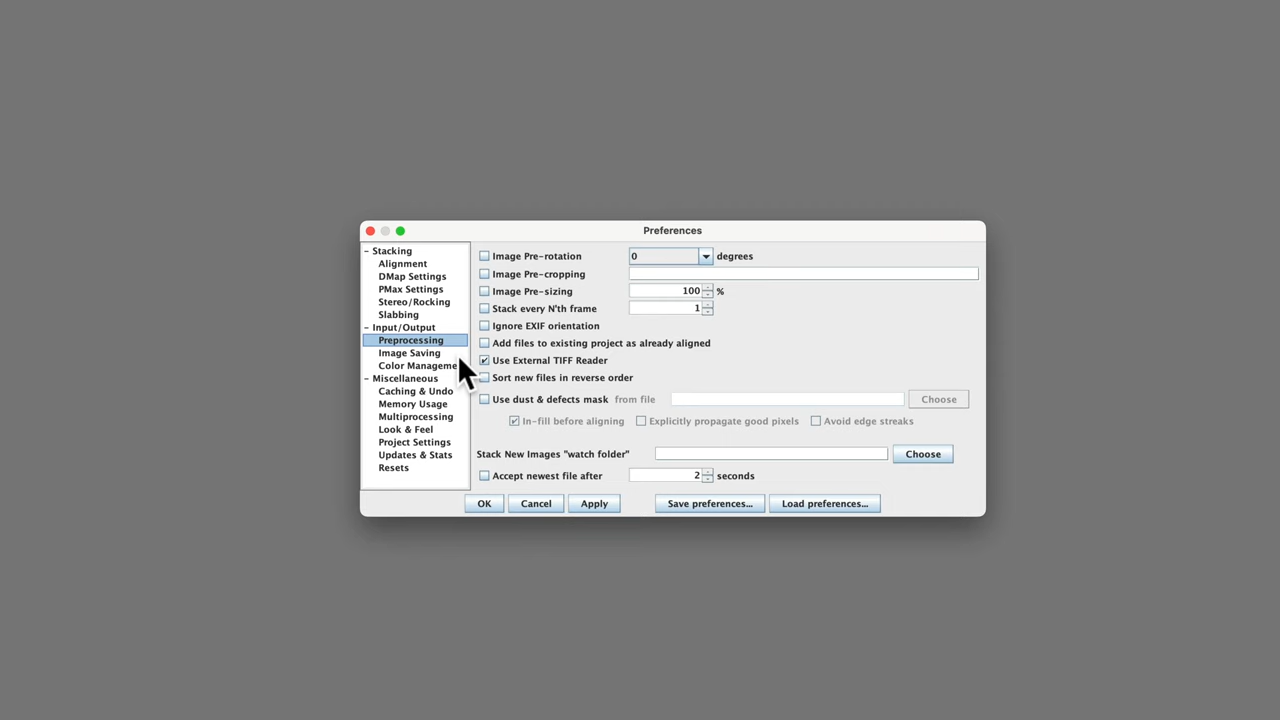 Preferences
- Stacking
Alignment
DMap Settings
PMax Settings
Stereo/Rocking
Slabbing
- Input/Output
Preprocessing
Image Saving
Color Manageme
- Miscellaneous
Caching & Undo
Memory Usage
Multiprocessing
Look & Feel
Project Settings
Updates & Stats
Resets
Image Pre-rotation 0 degrees
Image Pre-cropping
Image Pre-sizing 100 %
Stack every N'th frame 1
Ignore EXIF orientation
Add files to existing project as already aligned
Use External TIFF Reader
Sort new files in reverse order
Use dust & defects mask from file Choose
In-fill before aligning Explicitly propagate good pixels Avoid edge streaks
Stack New Images "watch folder" Choose
Accept newest file after 2 seconds
OK Cancel Apply Save preferences... Load preferences...